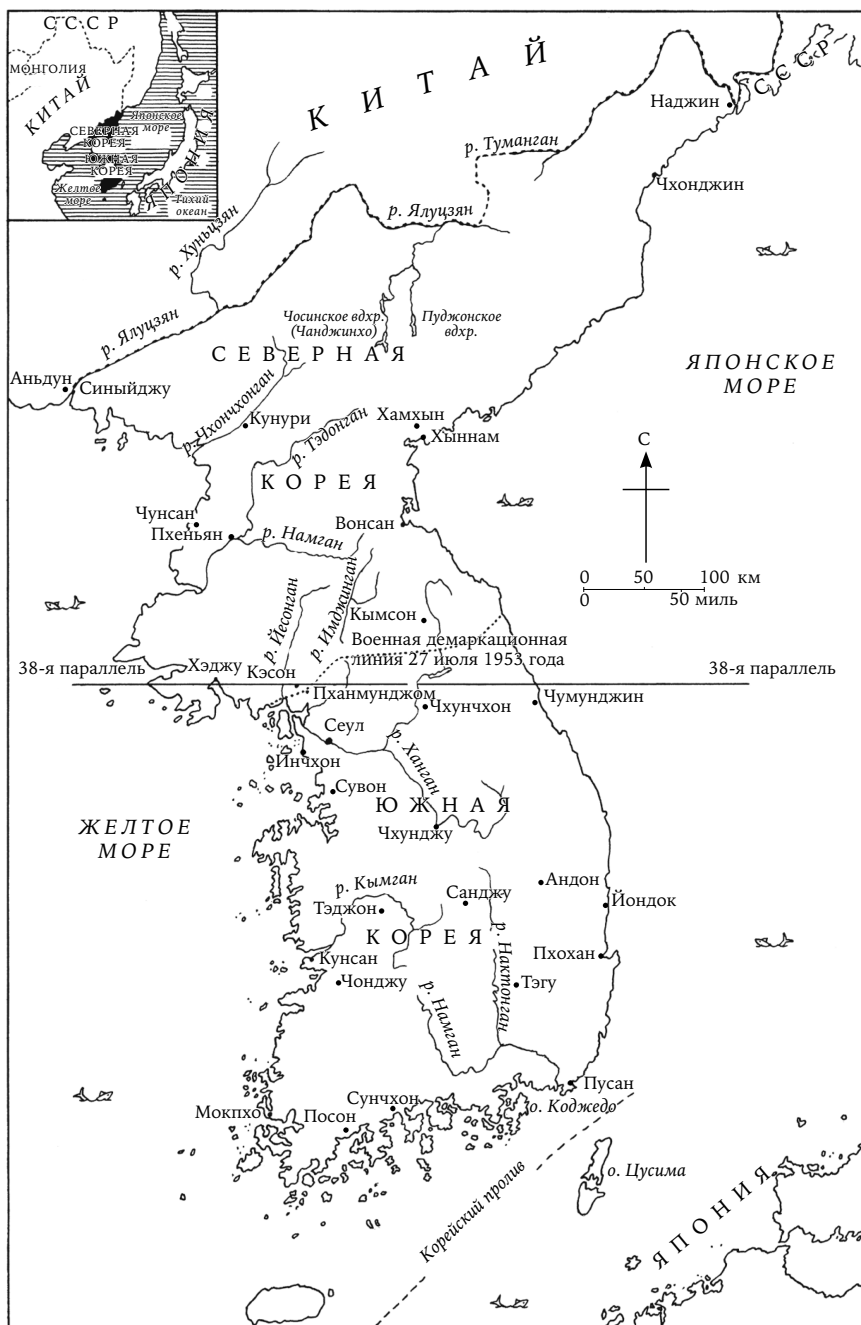 С С С Р
МОНГОЛИЯ
КИТАЙ
Японское
море
СЕВЕРНАЯ
КОРЕЯ
ЮЖНАЯ
КОРЕЯ
Желтое
море
ЯПОНИЯ
Тихий
океан
К И Т А Й
С С С Р
Наджин
р. Туманган
Чхонджин
р. Ялуцзян
р. Хуньцзян
Чосинское вдхр.
(Чанджинхо)
Пуджонское
вдхр.
р. Ялуцзян
С Е В Е Р Н А Я
ЯПОНСКОЕ
МОРЕ
Аньдун
Синыйджу
р. Чхончхонган
Кунури
р. Тэдонган
Хамхын
Хыннам
С
К О Р Е Я
Чунсан
Пхеньян
р. Намган
Вонсан
0 50 100 км
0 50 миль
р. Йесонган
р. Имджинган
Кымсон
Военная демаркационная
линия 27 июля 1953 года
38-я параллель
Хэджу
Кэсон
38-я параллель
Пханмунджом
Чхунчхон
Чумунджин
Сеул
р. Ханган
Инчхон
Сувон
Ю Ж Н А Я
ЖЕЛТОЕ
МОРЕ
Чхунджу
р. Кымган
Санджу
Андон
Тэджон
Йондок
К О Р Е Я
р. Нактонган
Кунсан
Пхохан
Чонджу
Тэгу
р. Намган
Пусан
Сунчхон
о. Коджедо
Мокпхо
Посон
о. Цусима
Корейский пролив
ЯПОНИЯ